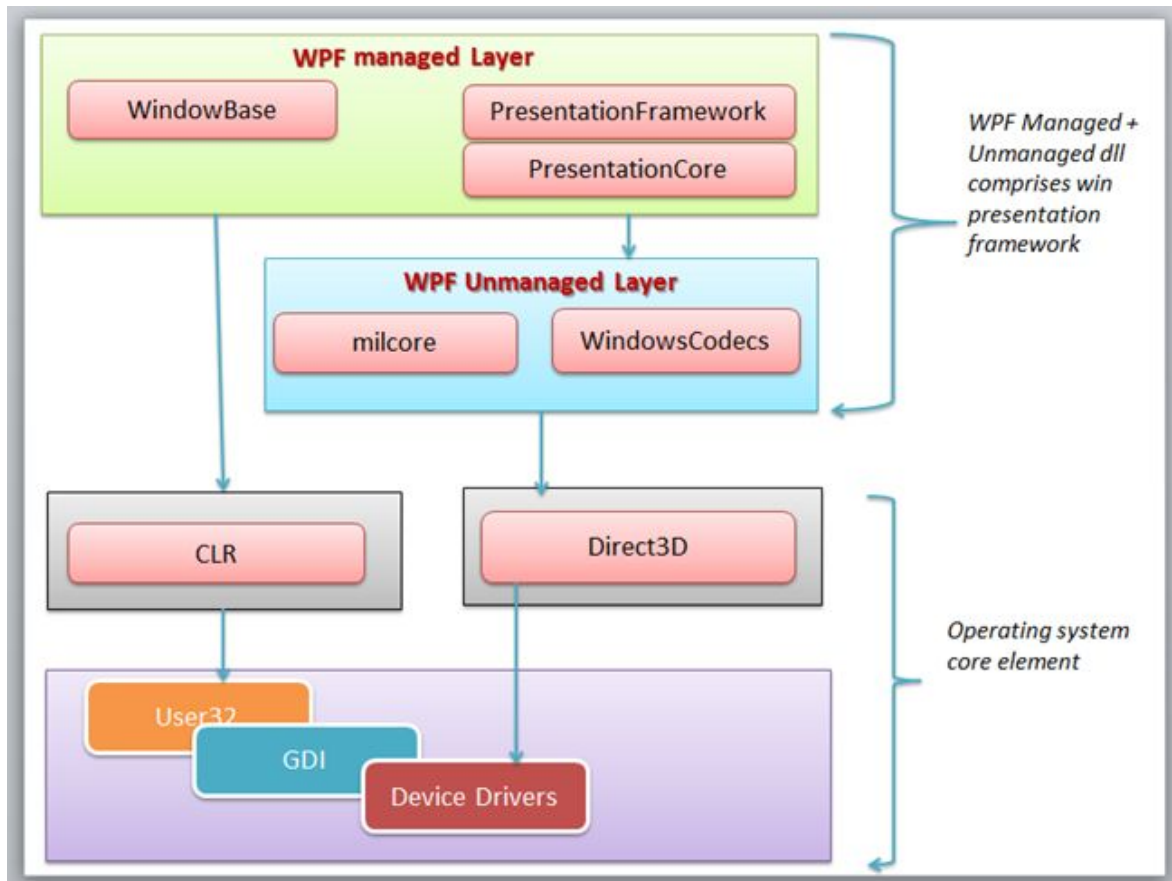 WPF managed Layer
WindowBase
PresentationFramework
PresentationCore
WPF Managed +
Unmanaged dll
comprises win
presentation
framework
WPF Unmanaged Layer
milcore
WindowsCodecs
CLR
Direct3D
Operating system
core element
User32
GDI
Device Drivers